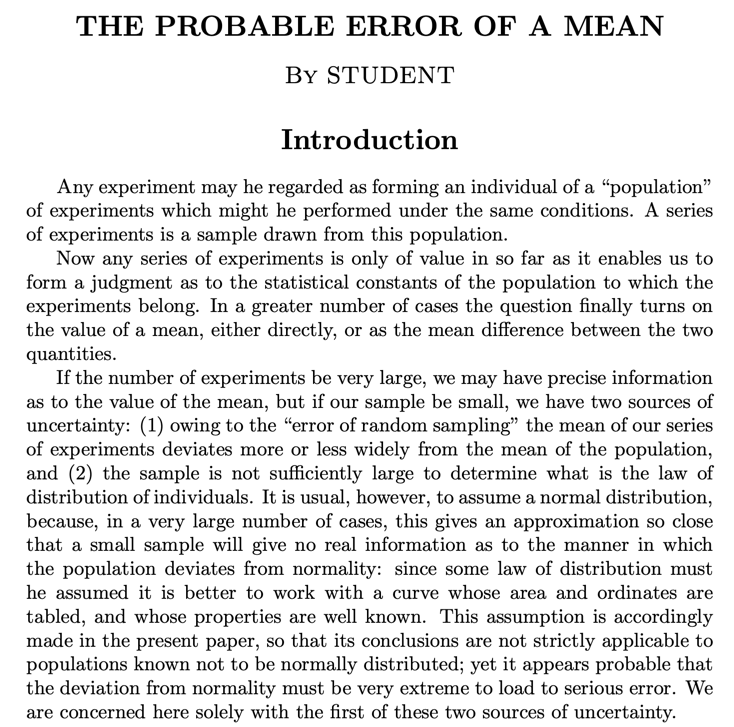 THE PROBABLE ERROR OF A MEAN
By STUDENT
Introduction
Any experiment may he regarded as forming an individual of a “population”
of experiments which might he performed under the same conditions. A series
of experiments is a sample drawn from this population.
Now any series of experiments is only of value in so far as it enables us to
form a judgment as to the statistical constants of the population to which the
experiments belong. In a greater number of cases the question finally turns on
the value of a mean, either directly, or as the mean difference between the two
quantities.
If the number of experiments be very large, we may have precise information
as to the value of the mean, but if our sample be small, we have two sources of
uncertainty: (1) owing to the “error of random sampling” the mean of our series
of experiments deviates more or less widely from the mean of the population,
and (2) the sample is not sufficiently large to determine what is the law of
distribution of individuals. It is usual, however, to assume a normal distribution,
because, in a very large number of cases, this gives an approximation so close
that a small sample will give no real information as to the manner in which
the population deviates from normality: since some law of distribution must
he assumed it is better to work with a curve whose area and ordinates are
tabled, and whose properties are well known. This assumption is accordingly
made in the present paper, so that its conclusions are not strictly applicable to
populations known not to be normally distributed; yet it appears probable that
the deviation from normality must be very extreme to load to serious error. We
are concerned here solely with the first of these two sources of uncertainty.